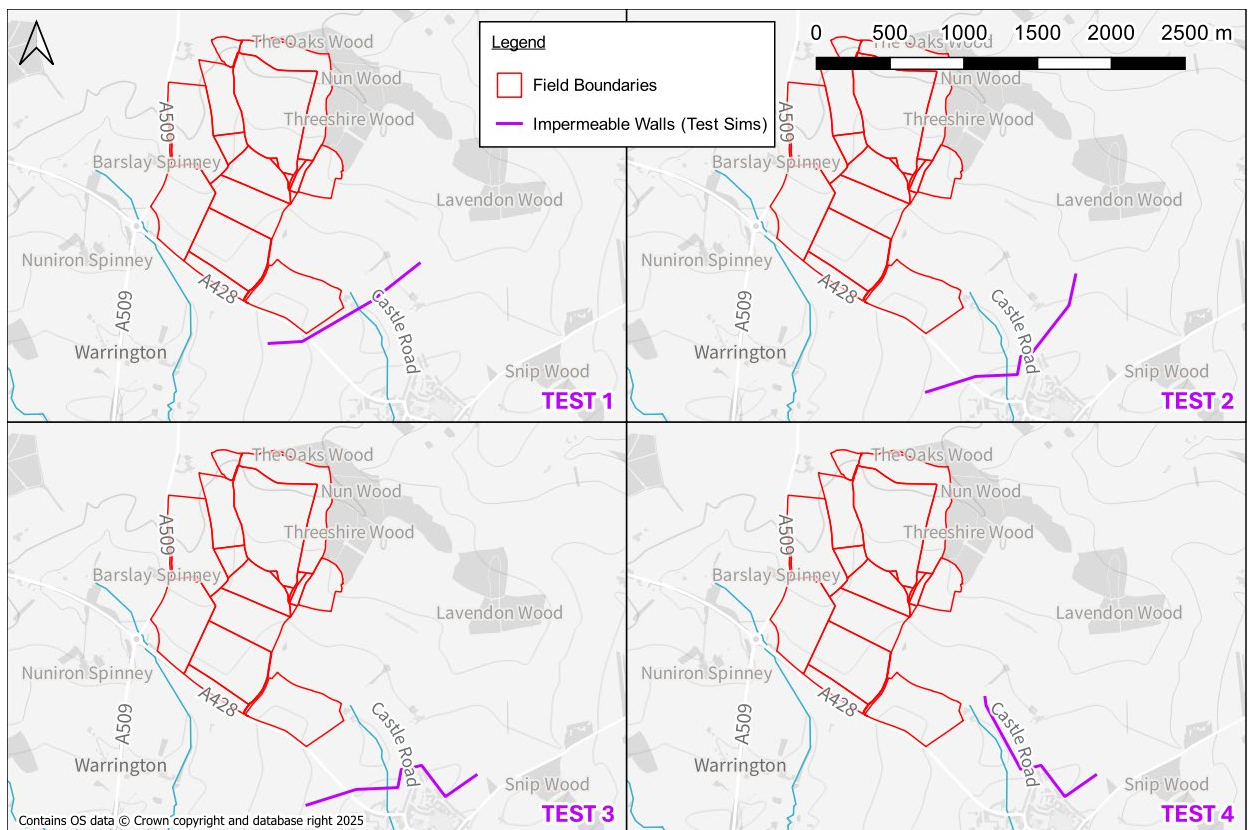 Legend
Field Boundaries
Impermeable Walls (Test Sims)
0 500 1000 1500 2000 2500 m
The Oaks Wood
Nun Wood
Threeshire Wood
A509
Barslay Spinney
Lavendon Wood
Nuniron Spinney
A428
A509
Castle Road
Warrington
Snip Wood
TEST 1
The Oaks Wood
Nun Wood
Threeshire Wood
A509
Barslay Spinney
Lavendon Wood
Nuniron Spinney
A428
A509
Castle Road
Warrington
Snip Wood
TEST 2
The Oaks Wood
Nun Wood
Threeshire Wood
A509
Barslay Spinney
Lavendon Wood
Nuniron Spinney
A428
A509
Castle Road
Warrington
Snip Wood
TEST 3
Contains OS data © Crown copyright and database right 2025
The Oaks Wood
Nun Wood
Threeshire Wood
A509
Barslay Spinney
Lavendon Wood
Nuniron Spinney
A428
A509
Castle Road
Warrington
Snip Wood
TEST 4